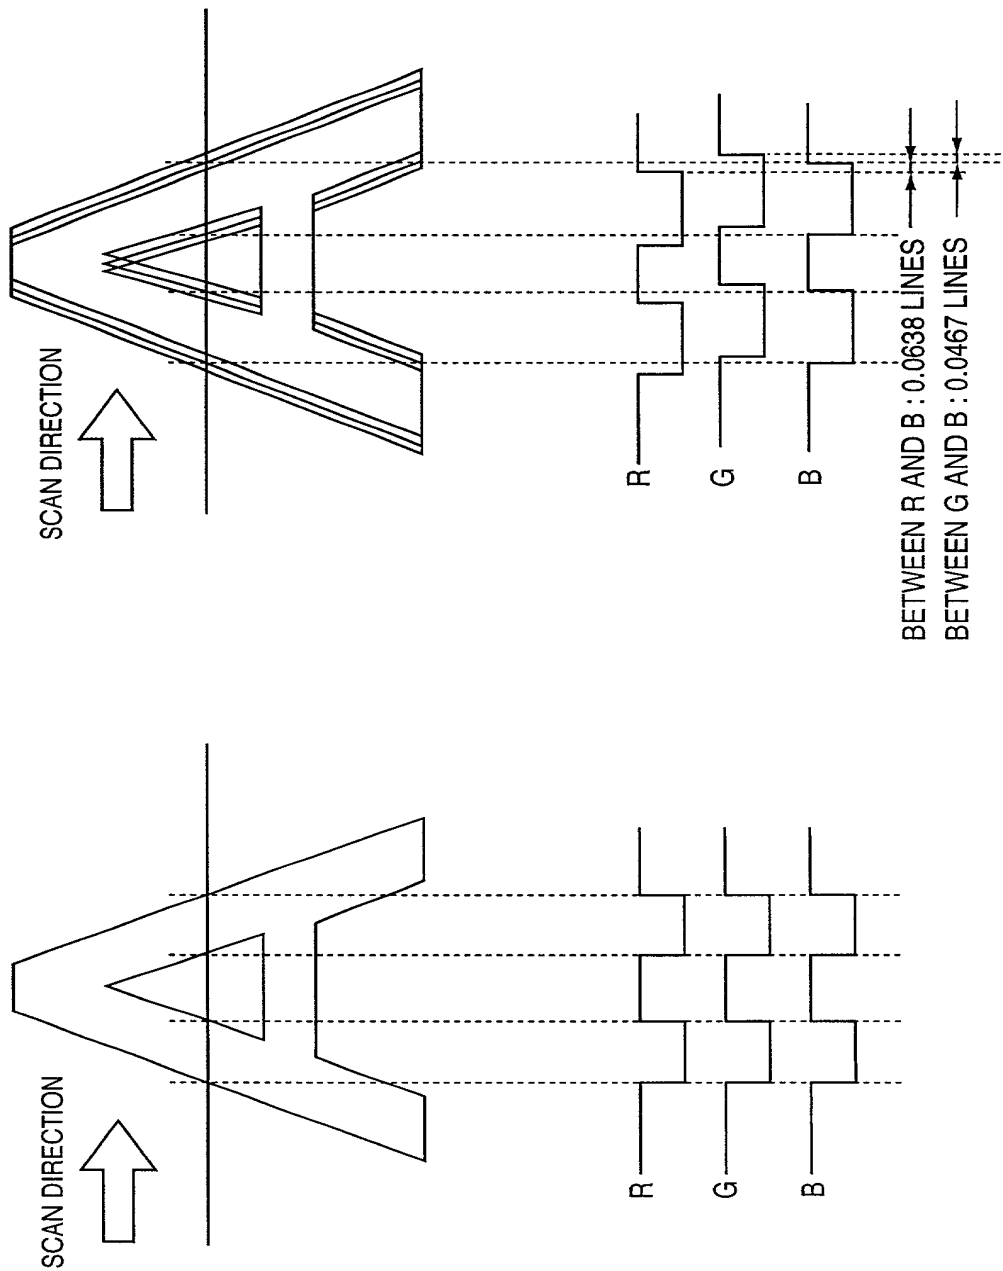 SCAN DIRECTION
A
R
G
B
SCAN DIRECTION
A
R
G
B
BETWEEN R AND B : 0.0638 LINES
BETWEEN G AND B : 0.0467 LINES